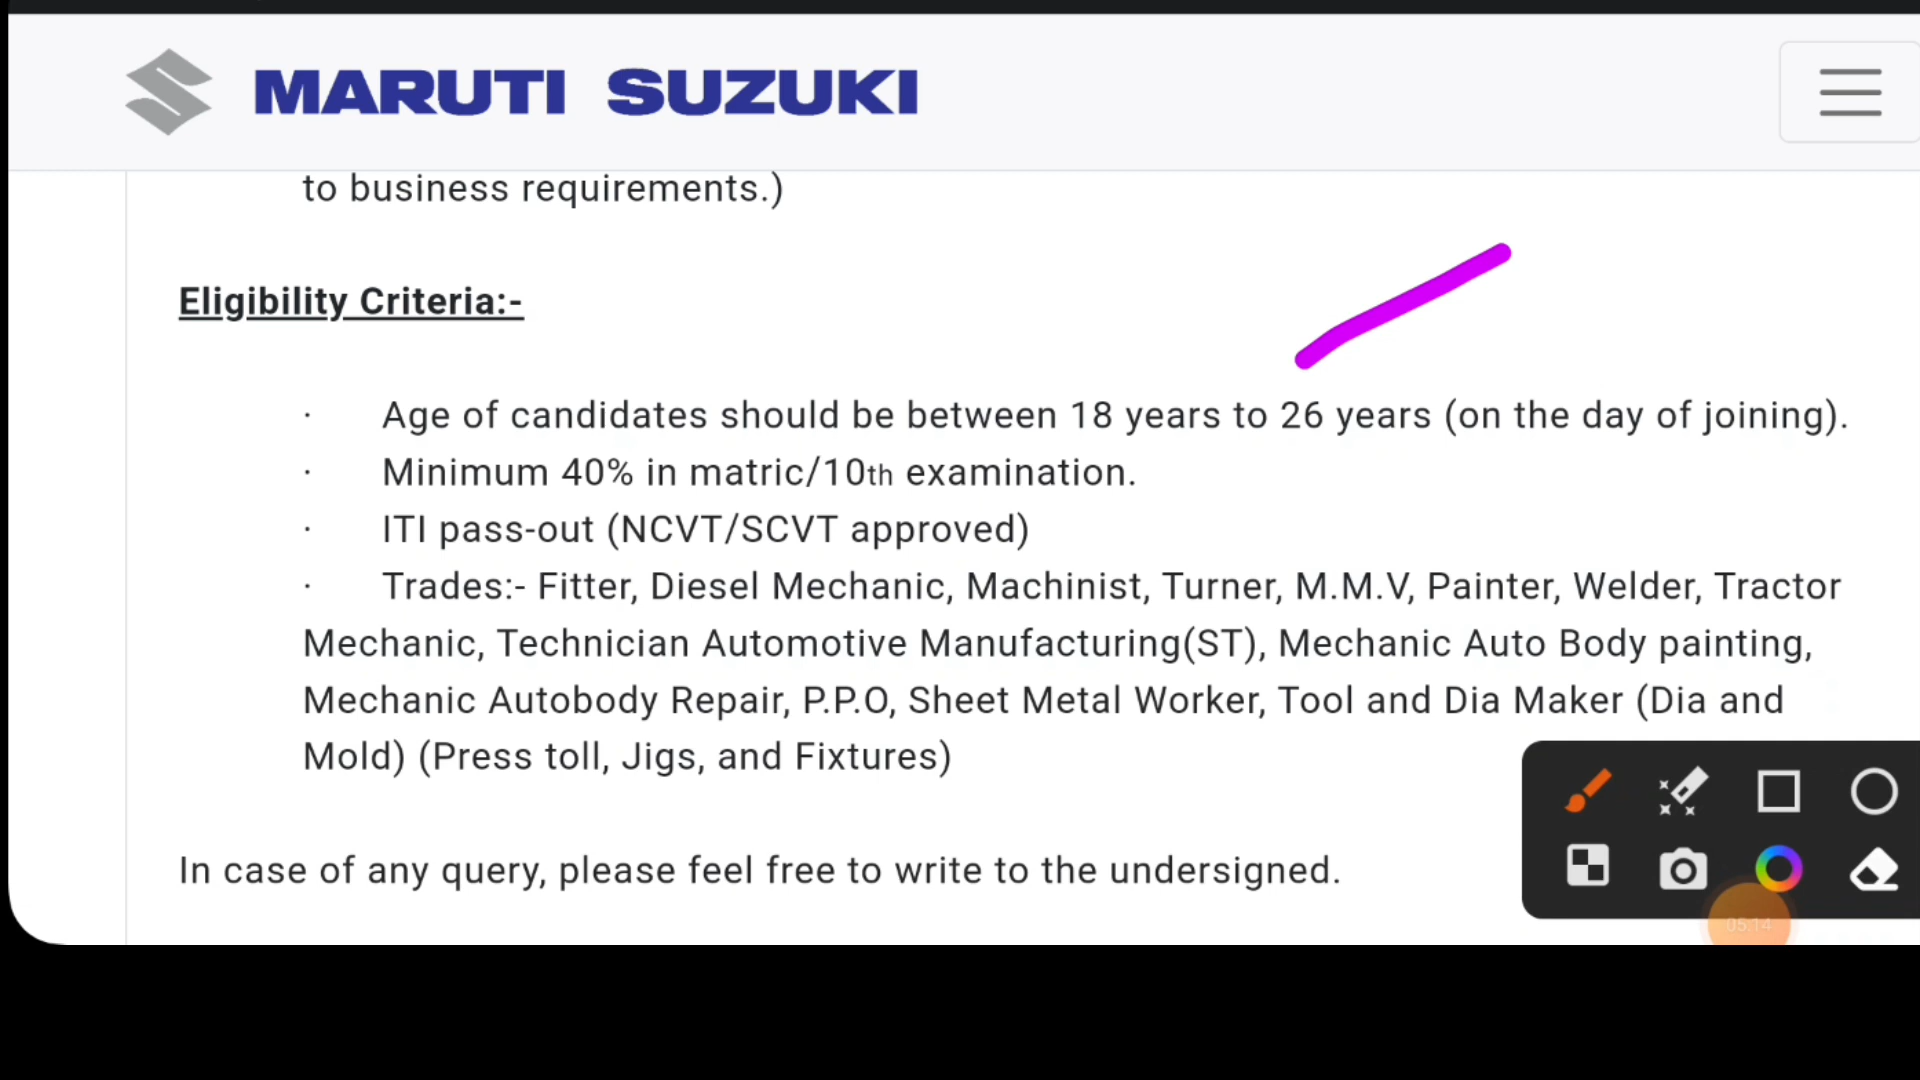 MARUTI SUZUKI
to business requirements.)
Eligibility Criteria:-
· Age of candidates should be between 18 years to 26 years (on the day of joining).
· Minimum 40% in matric/10th examination.
· ITI pass-out (NCVT/SCVT approved)
· Trades:- Fitter, Diesel Mechanic, Machinist, Turner, M.M.V, Painter, Welder, Tractor
Mechanic, Technician Automotive Manufacturing(ST), Mechanic Auto Body painting,
Mechanic Autobody Repair, P.P.O, Sheet Metal Worker, Tool and Dia Maker (Dia and
Mold) (Press toll, Jigs, and Fixtures)
In case of any query, please feel free to write to the undersigned.
05:14